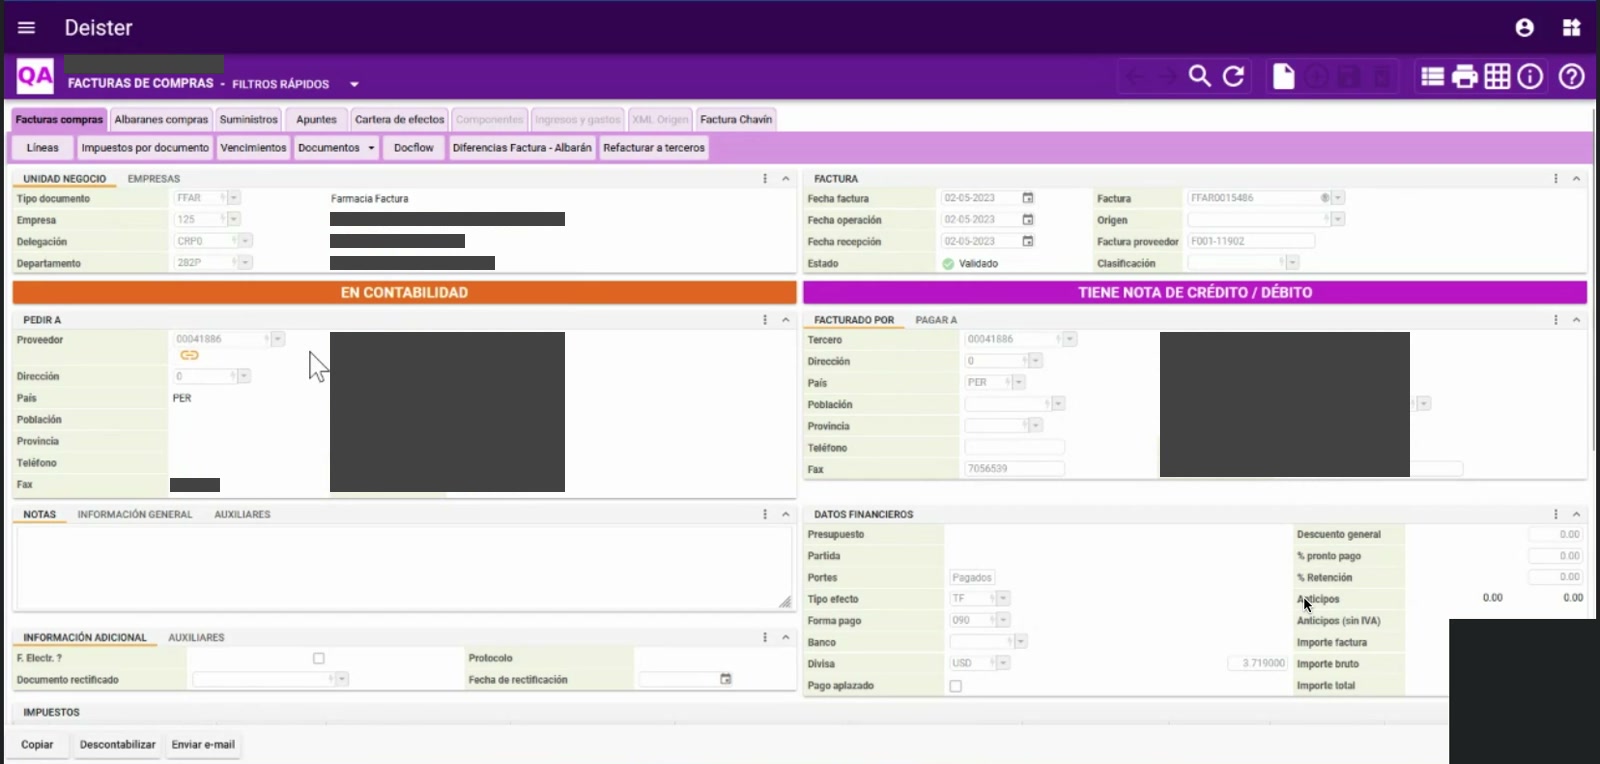 Deister
QA
FACTURAS DE COMPRAS - FILTROS RÁPIDOS
Facturas compras Albaranes compras Suministros Apuntes Cartera de efectos Componentes Ingresos y gastos XML Origen Factura Chavín
Líneas Impuestos por documento Vencimientos Documentos Docflow Diferencias Factura - Albarán Refacturar a terceros
UNIDAD NEGOCIO EMPRESAS
Tipo documento FFAR Farmacia Factura
Empresa 125
Delegación CRP0
Departamento 282P
FACTURA
Fecha factura 02-05-2023 Factura FFAR0015486
Fecha operación 02-05-2023 Origen
Fecha recepción 02-05-2023 Factura proveedor F001-11902
Estado Validado Clasificación
EN CONTABILIDAD
TIENE NOTA DE CRÉDITO / DÉBITO
PEDIR A
Proveedor 00041886
Dirección 0
País PER
Población
Provincia
Teléfono
Fax
FACTURADO POR PAGAR A
Tercero 00041886
Dirección 0
País PER
Población
Provincia
Teléfono
Fax 7056539
NOTAS INFORMACIÓN GENERAL AUXILIARES
DATOS FINANCIEROS
Presupuesto Descuento general 0.00
Partida % pronto pago 0.00
Portes Pagados % Retención 0.00
Tipo efecto TF Anticipos 0.00 0.00
Forma pago 090 Anticipos (sin IVA)
Banco Importe factura
Divisa USD 3.719000 Importe bruto
Pago aplazado Importe total
INFORMACIÓN ADICIONAL AUXILIARES
F. Electr. ? Protocolo
Documento rectificado Fecha de rectificación
IMPUESTOS
Copiar Descontabilizar Enviar e-mail